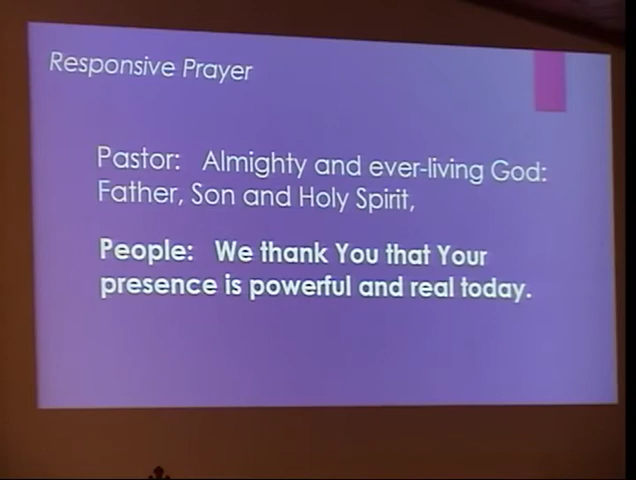 Responsive Prayer
Pastor: Almighty and ever-living God:
Father, Son and Holy Spirit,
People: We thank You that Your
presence is powerful and real today.